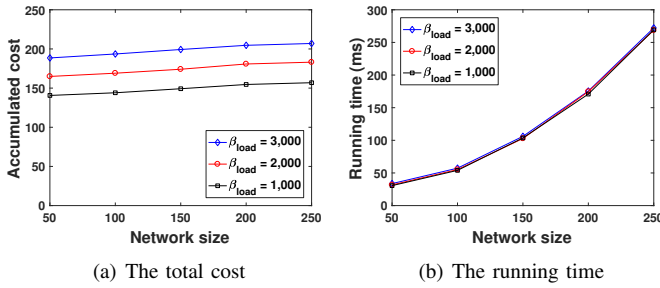 250
200
150
100
50
0
Accumulated cost
β_load = 3,000
β_load = 2,000
β_load = 1,000
50 100 150 200 250
Network size
(a) The total cost
300
250
200
150
100
50
0
Running time (ms)
β_load = 3,000
β_load = 2,000
β_load = 1,000
50 100 150 200 250
Network size
(b) The running time